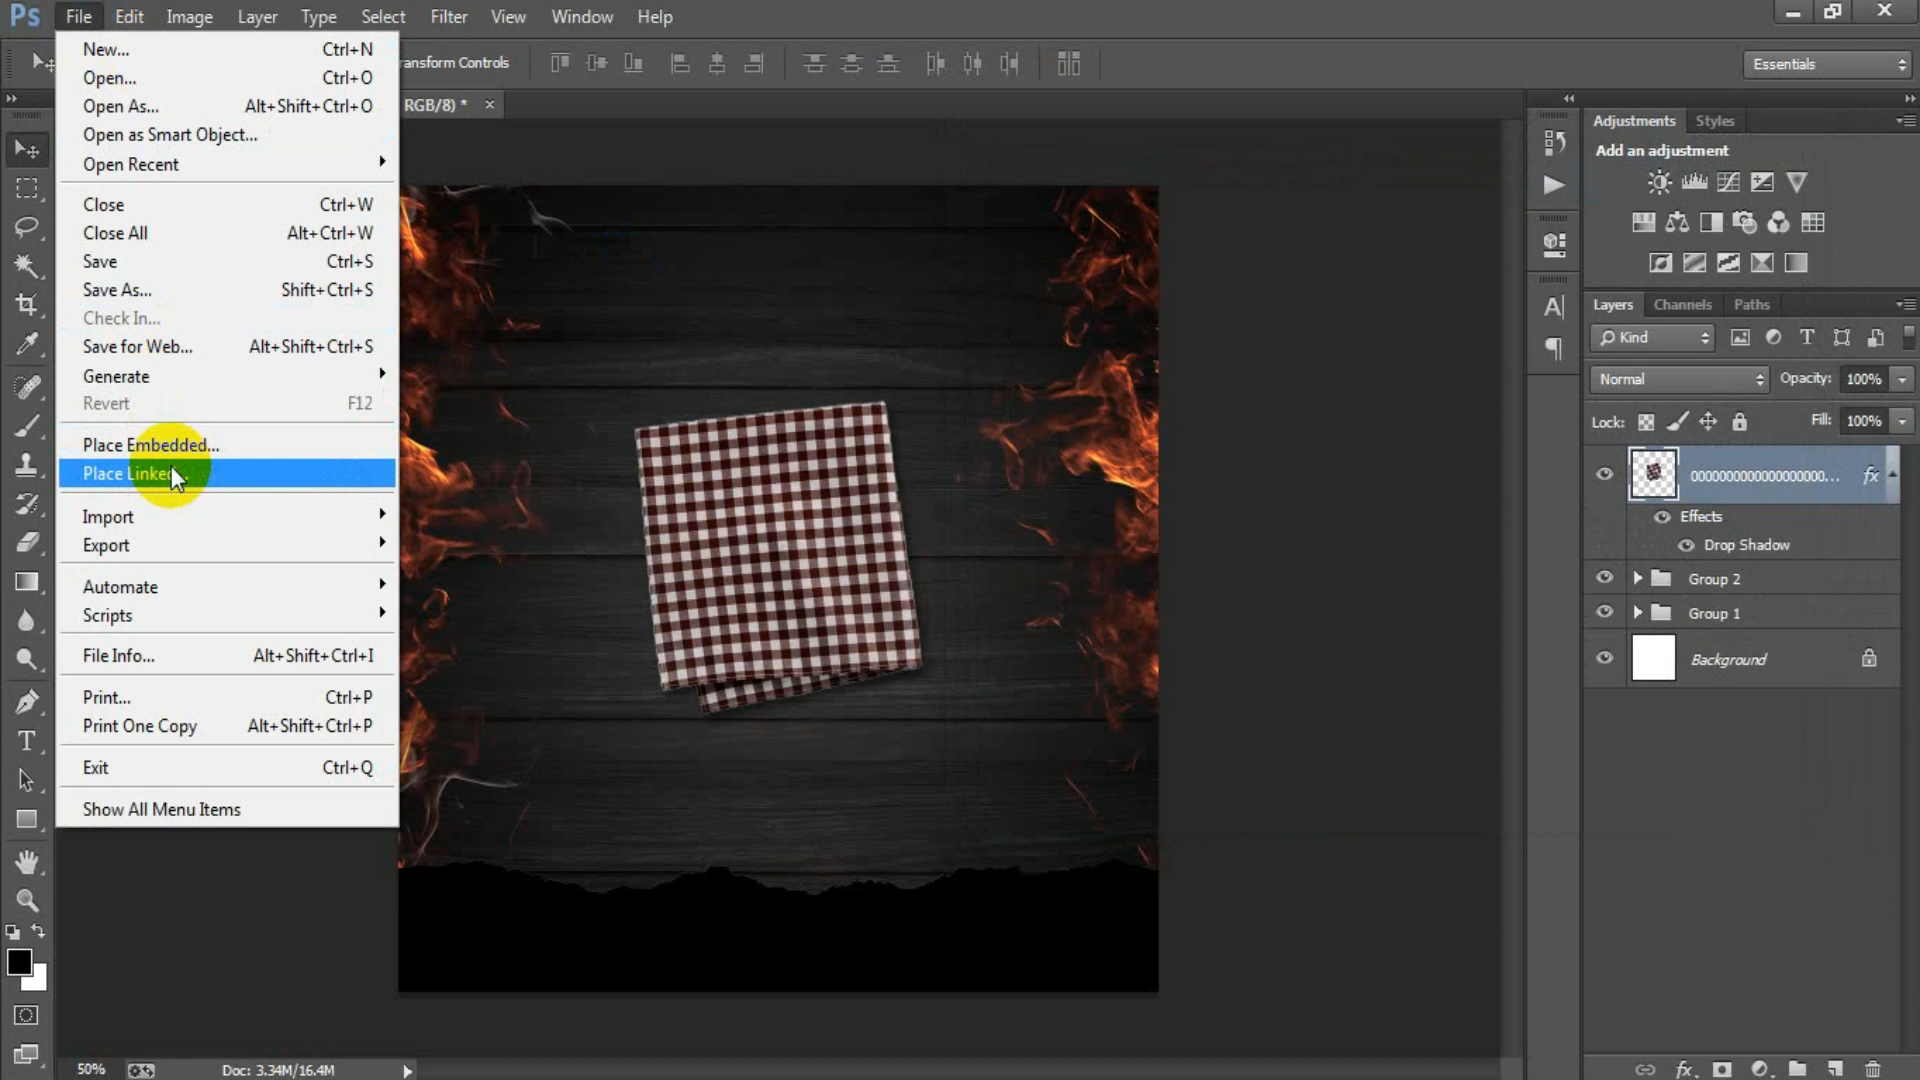 Ps File Edit Image Layer Type Select Filter View Window Help
New... Ctrl+N
Open... Ctrl+O
Open As... Alt+Shift+Ctrl+O
Open as Smart Object...
Open Recent
Close Ctrl+W
Close All Alt+Ctrl+W
Save Ctrl+S
Save As... Shift+Ctrl+S
Check In...
Save for Web... Alt+Shift+Ctrl+S
Generate
Revert F12
Place Embedded...
Place Linked...
Import
Export
Automate
Scripts
File Info... Alt+Shift+Ctrl+I
Print... Ctrl+P
Print One Copy Alt+Shift+Ctrl+P
Exit Ctrl+Q
Show All Menu Items
ransform Controls
Essentials
RGB/8) *
Adjustments Styles
Add an adjustment
Layers Channels Paths
Kind
Normal Opacity: 100%
Lock: Fill: 100%
fx
Effects
Drop Shadow
Group 2
Group 1
Background
50% Doc: 3.34M/16.4M
fx